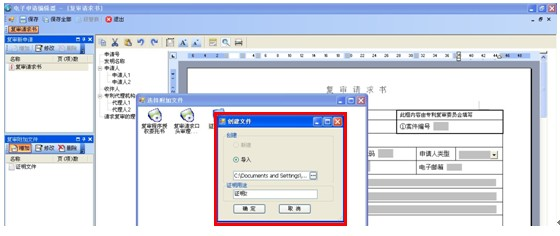 电子申请编辑器 - [复审请求书]
保存 保存全部 退出
复审请求书
复审新申请
增加 修改 删除
名称 页(项)数
复审请求书
申请号
发明名称
申请人
申请人1
申请人2
收件人
专利代理机构
代理人1
代理人2
请求复审的理
复审附加文件
增加 修改 删除
名称 页(项)数
证明文件
选择附加文件
复审程序授
权委托书
复审请求口
头审理...
创建文件
创建
新建
导入
C:\Documents and Settings\...
证明用途
证明2
确 定 取 消
复 审 请 求 书
此框内容由专利复审委员会填写
①案件编号
码 申请人类型
电子邮箱